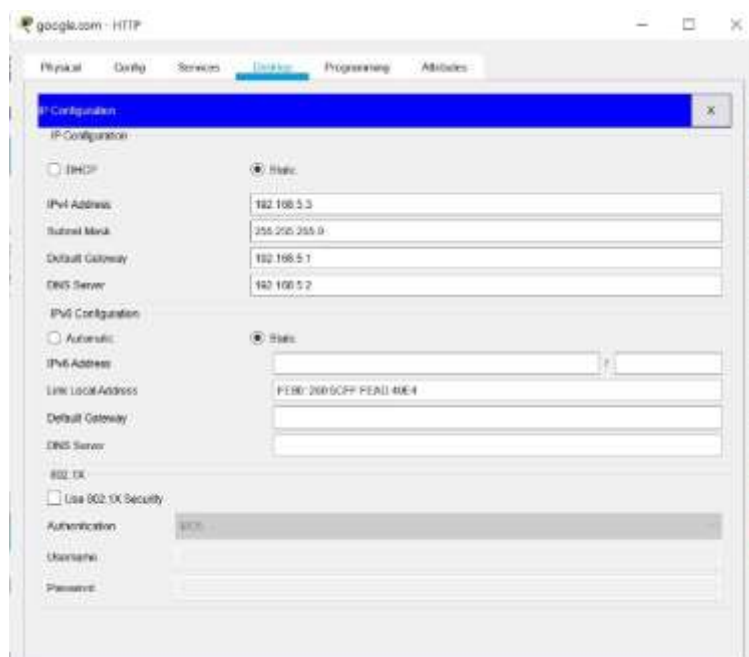 google.com - HTTP
Physical Config Services Desktop Programming Attributes
IP Configuration X
IP Configuration
DHCP Static
IPv4 Address 192.168.5.3
Subnet Mask 255.255.255.0
Default Gateway 192.168.5.1
DNS Server 192.168.5.2
IPv6 Configuration
Automatic Static
IPv6 Address /
Link Local Address
Default Gateway
DNS Server
802.1X
Use 802.1X Security
Authentication MD5
Username
Password